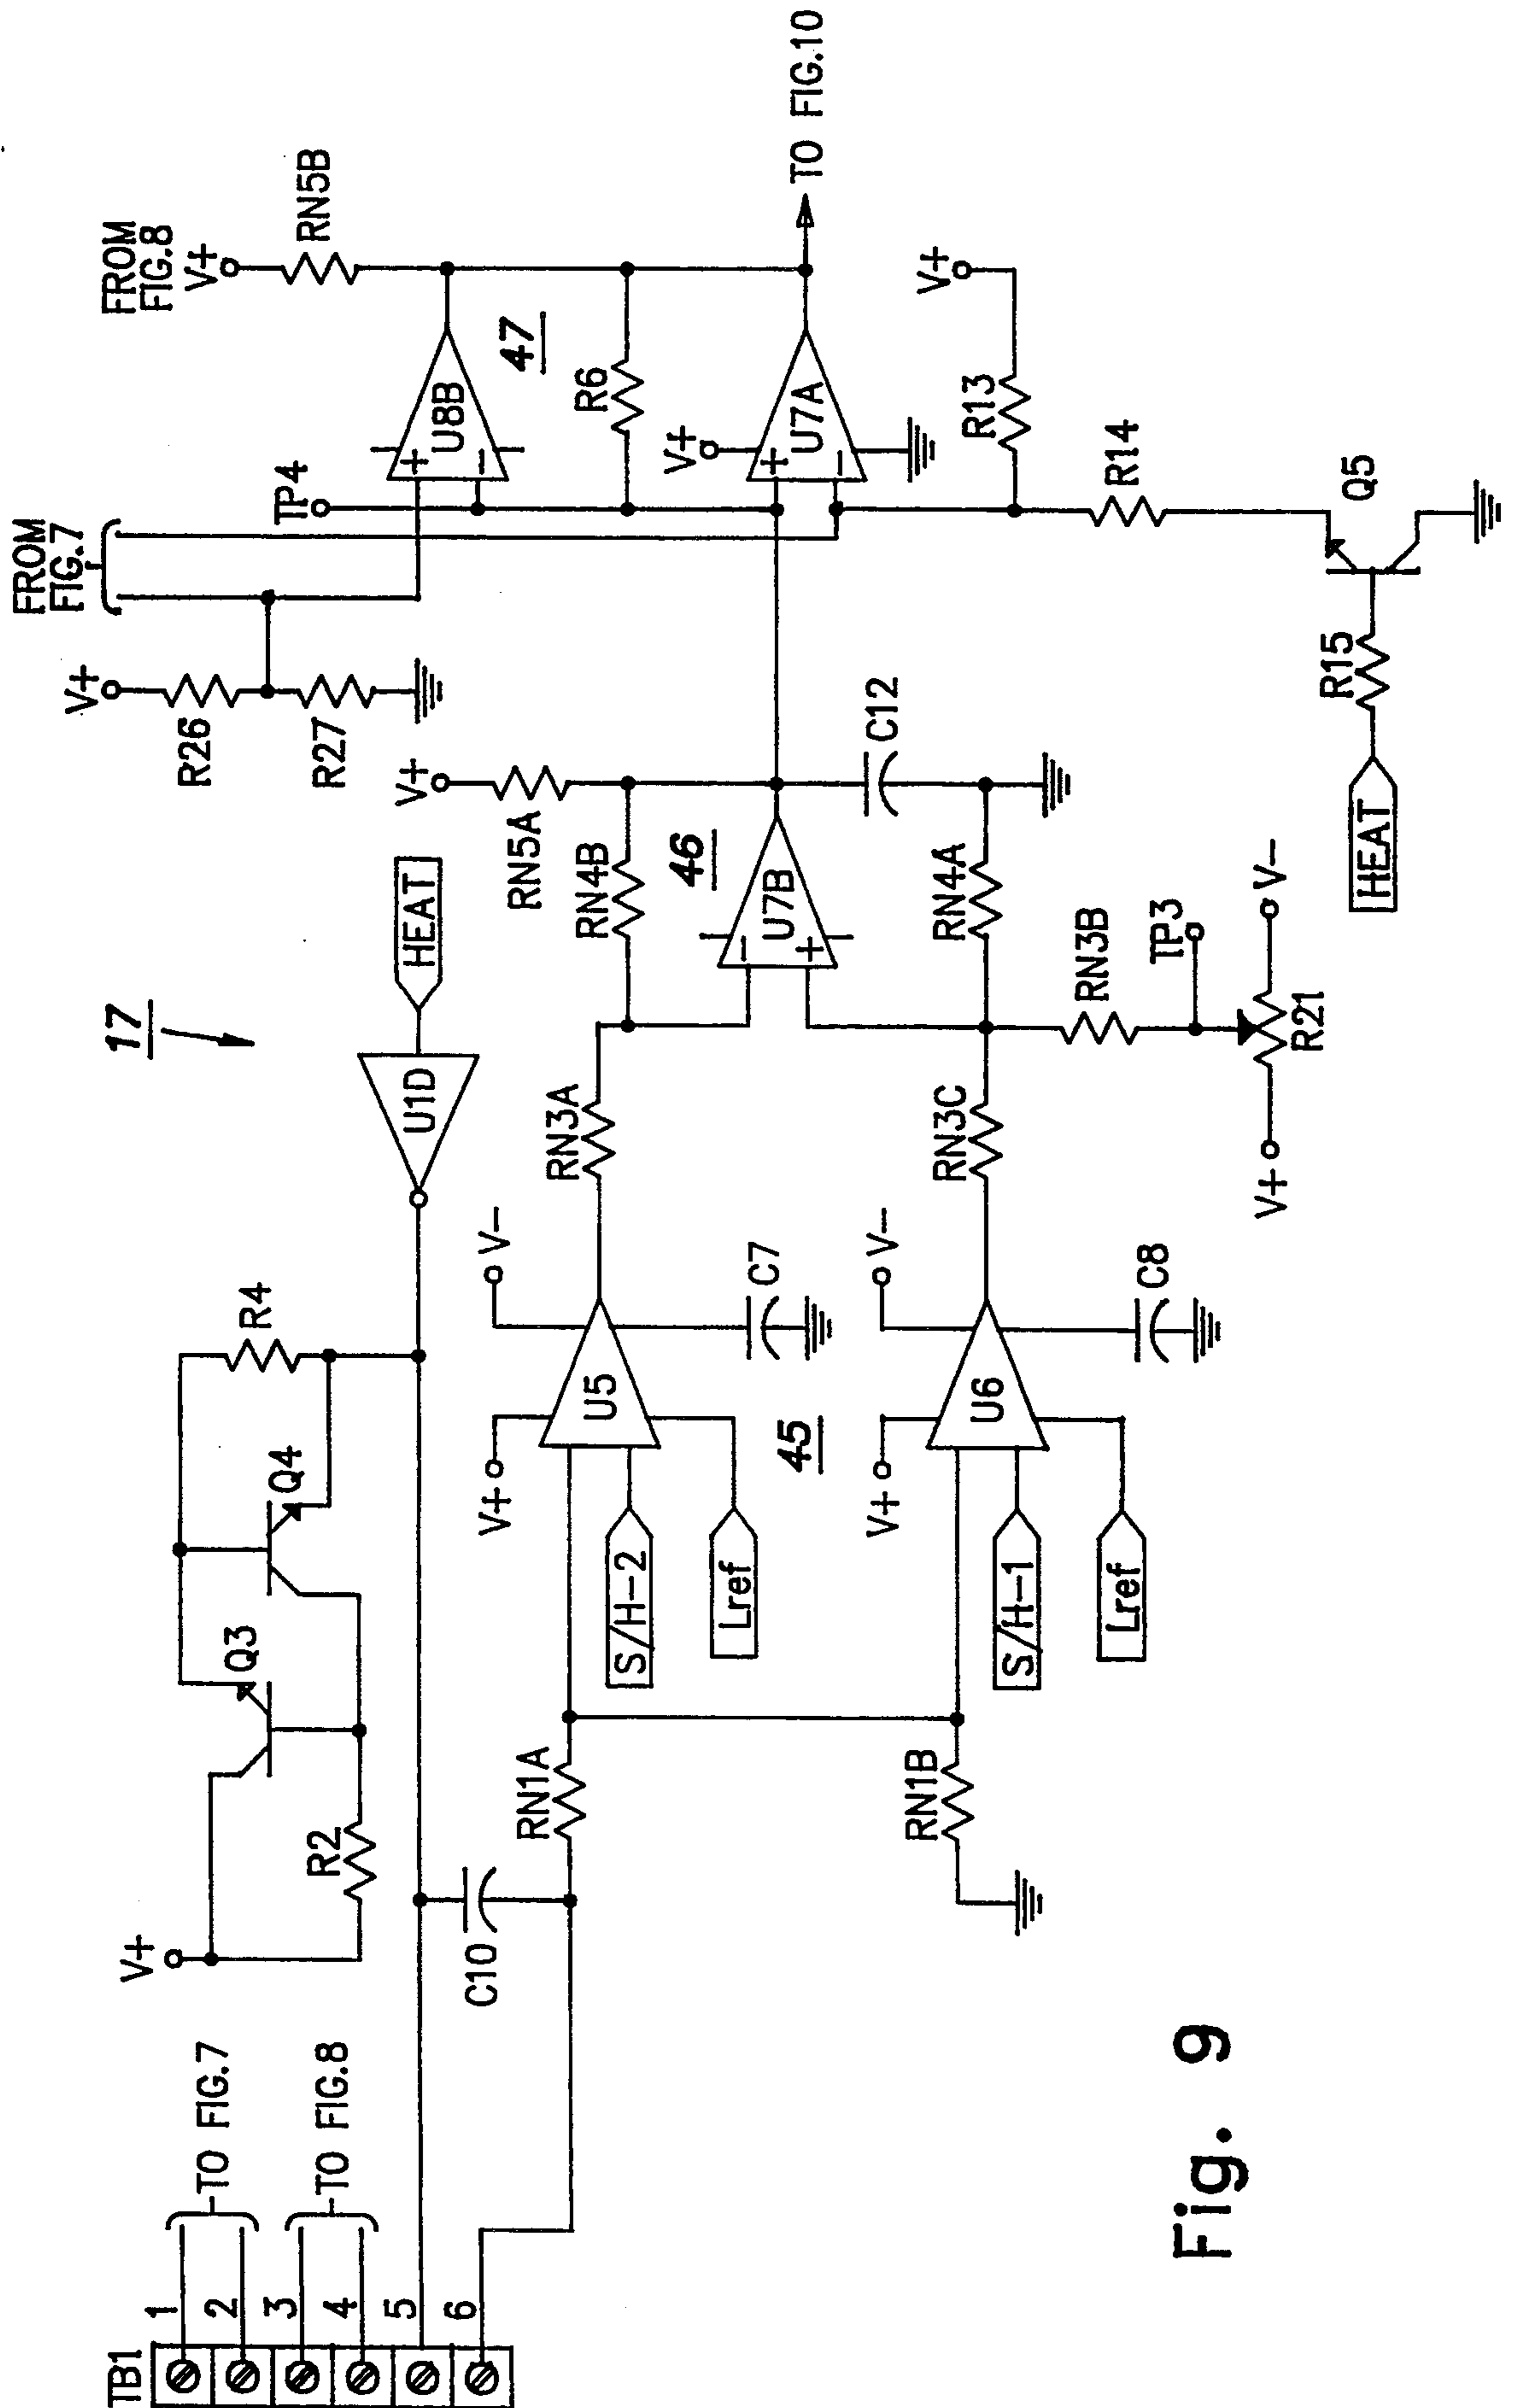 FROM
FIG.7
FROM
FIG.8
V+
V+
RN5B
R26
R27
TP4
U8B
+
−
47
R6
TO FIG.10
V+
U7A
+
−
V+
R13
R14
Q5
R15
HEAT
17
HEAT
U1D
V+
RN5A
RN4B
46
U7B
−
+
C12
RN4A
RN3A
RN3C
RN3B
TP3
V+
R21
V−
V+
Q3
Q4
R4
R2
C10
V+
V−
U5
C7
S/H−2
Lref
45
V+
V−
U6
C8
S/H−1
Lref
RN1A
RN1B
TB1
1
2
3
4
5
6
TO FIG.7
TO FIG.8
Fig. 9